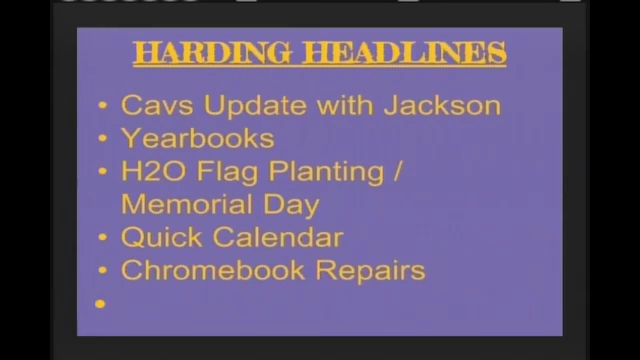 HARDING HEADLINES
• Cavs Update with Jackson
• Yearbooks
• H2O Flag Planting /
Memorial Day
• Quick Calendar
• Chromebook Repairs
•